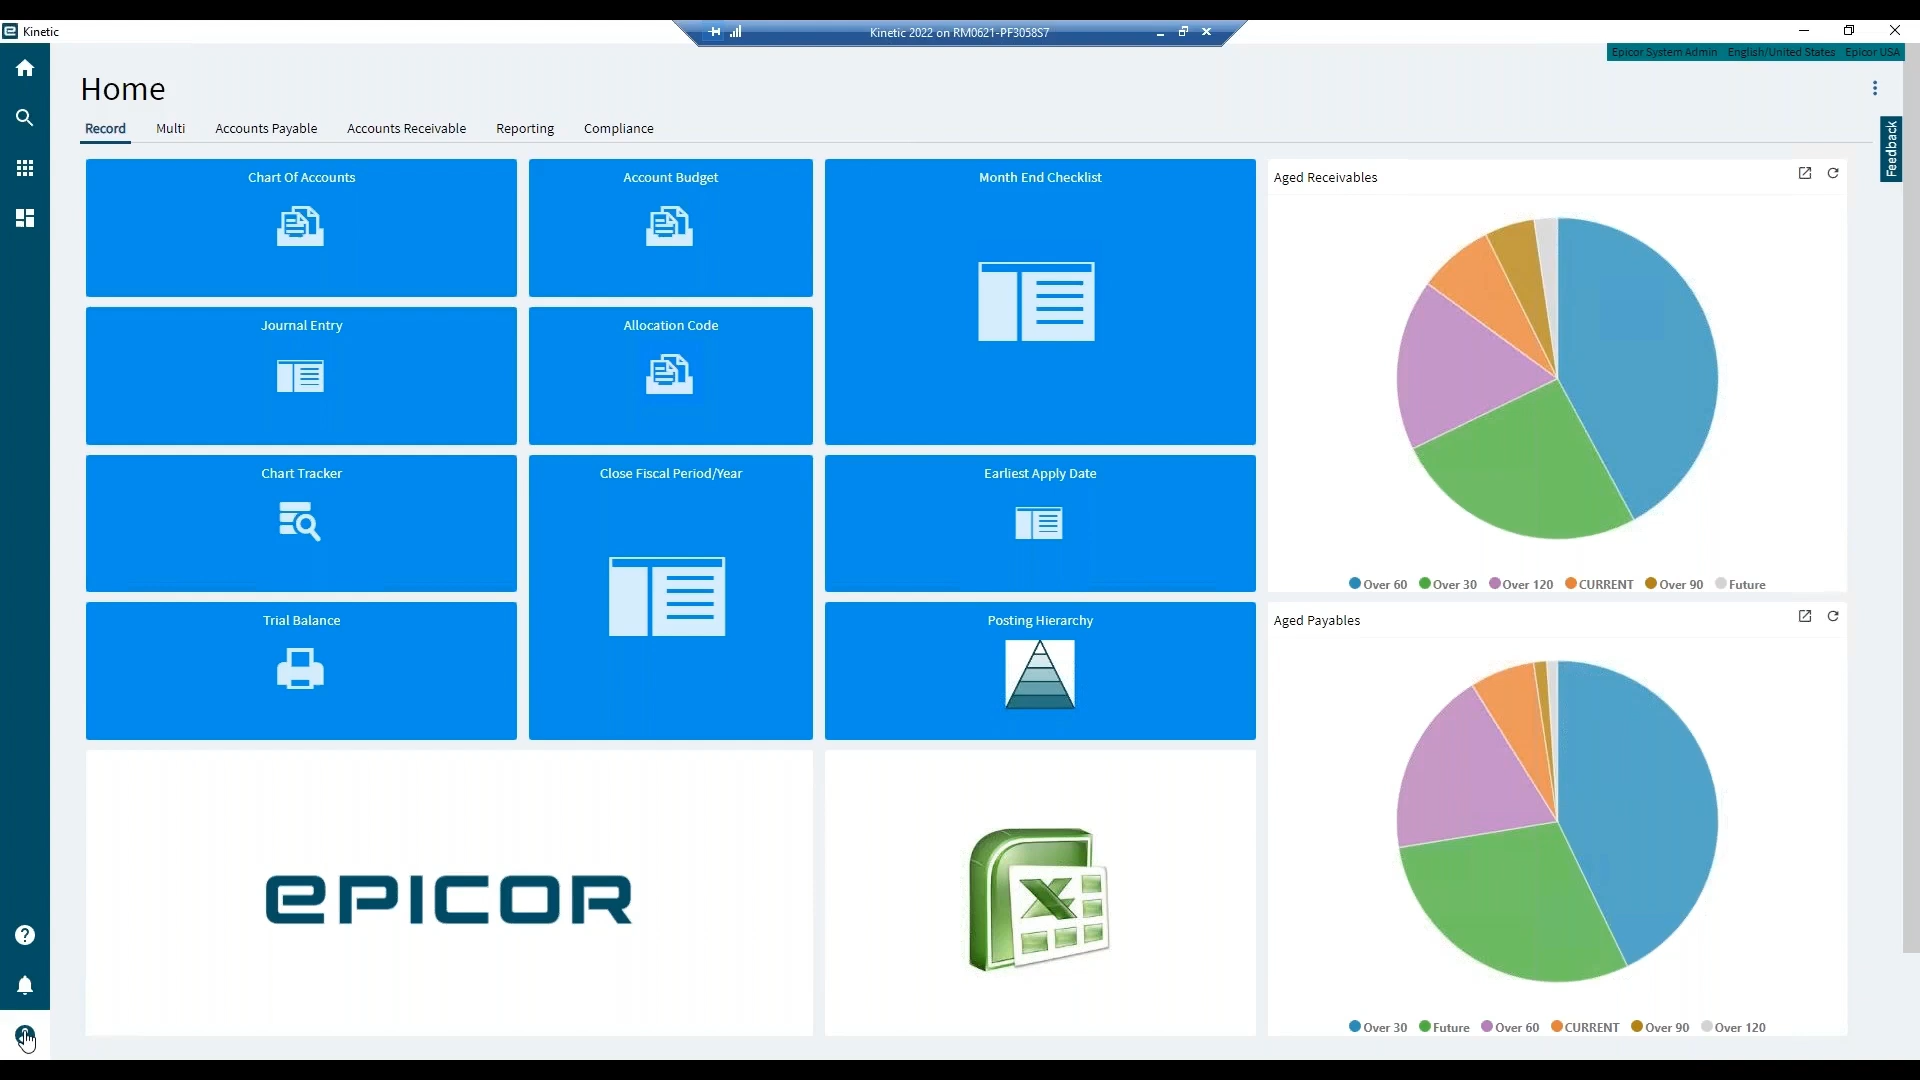 Kinetic
Kinetic 2022 on RM0621-PF3058S7
Epicor System Admin English/United States Epicor USA
Home
Feedback
Record Multi Accounts Payable Accounts Receivable Reporting Compliance
Chart Of Accounts
Account Budget
Month End Checklist
Aged Receivables
Journal Entry
Allocation Code
Chart Tracker
Close Fiscal Period/Year
Earliest Apply Date
Over 60 Over 30 Over 120 CURRENT Over 90 Future
Trial Balance
Posting Hierarchy
Aged Payables
EPICOR
X
Over 30 Future Over 60 CURRENT Over 90 Over 120